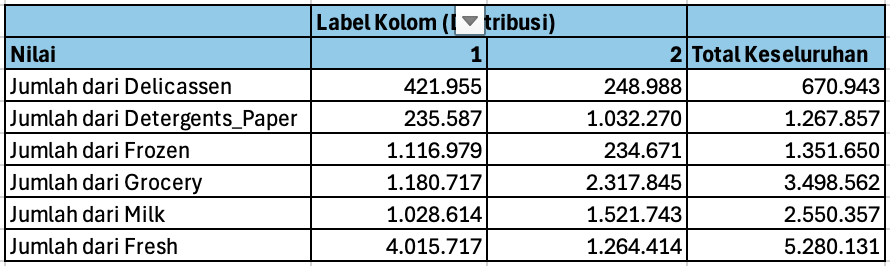 Label Kolom (Distribusi)
Nilai 1 2 Total Keseluruhan
Jumlah dari Delicassen 421.955 248.988 670.943
Jumlah dari Detergents_Paper 235.587 1.032.270 1.267.857
Jumlah dari Frozen 1.116.979 234.671 1.351.650
Jumlah dari Grocery 1.180.717 2.317.845 3.498.562
Jumlah dari Milk 1.028.614 1.521.743 2.550.357
Jumlah dari Fresh 4.015.717 1.264.414 5.280.131